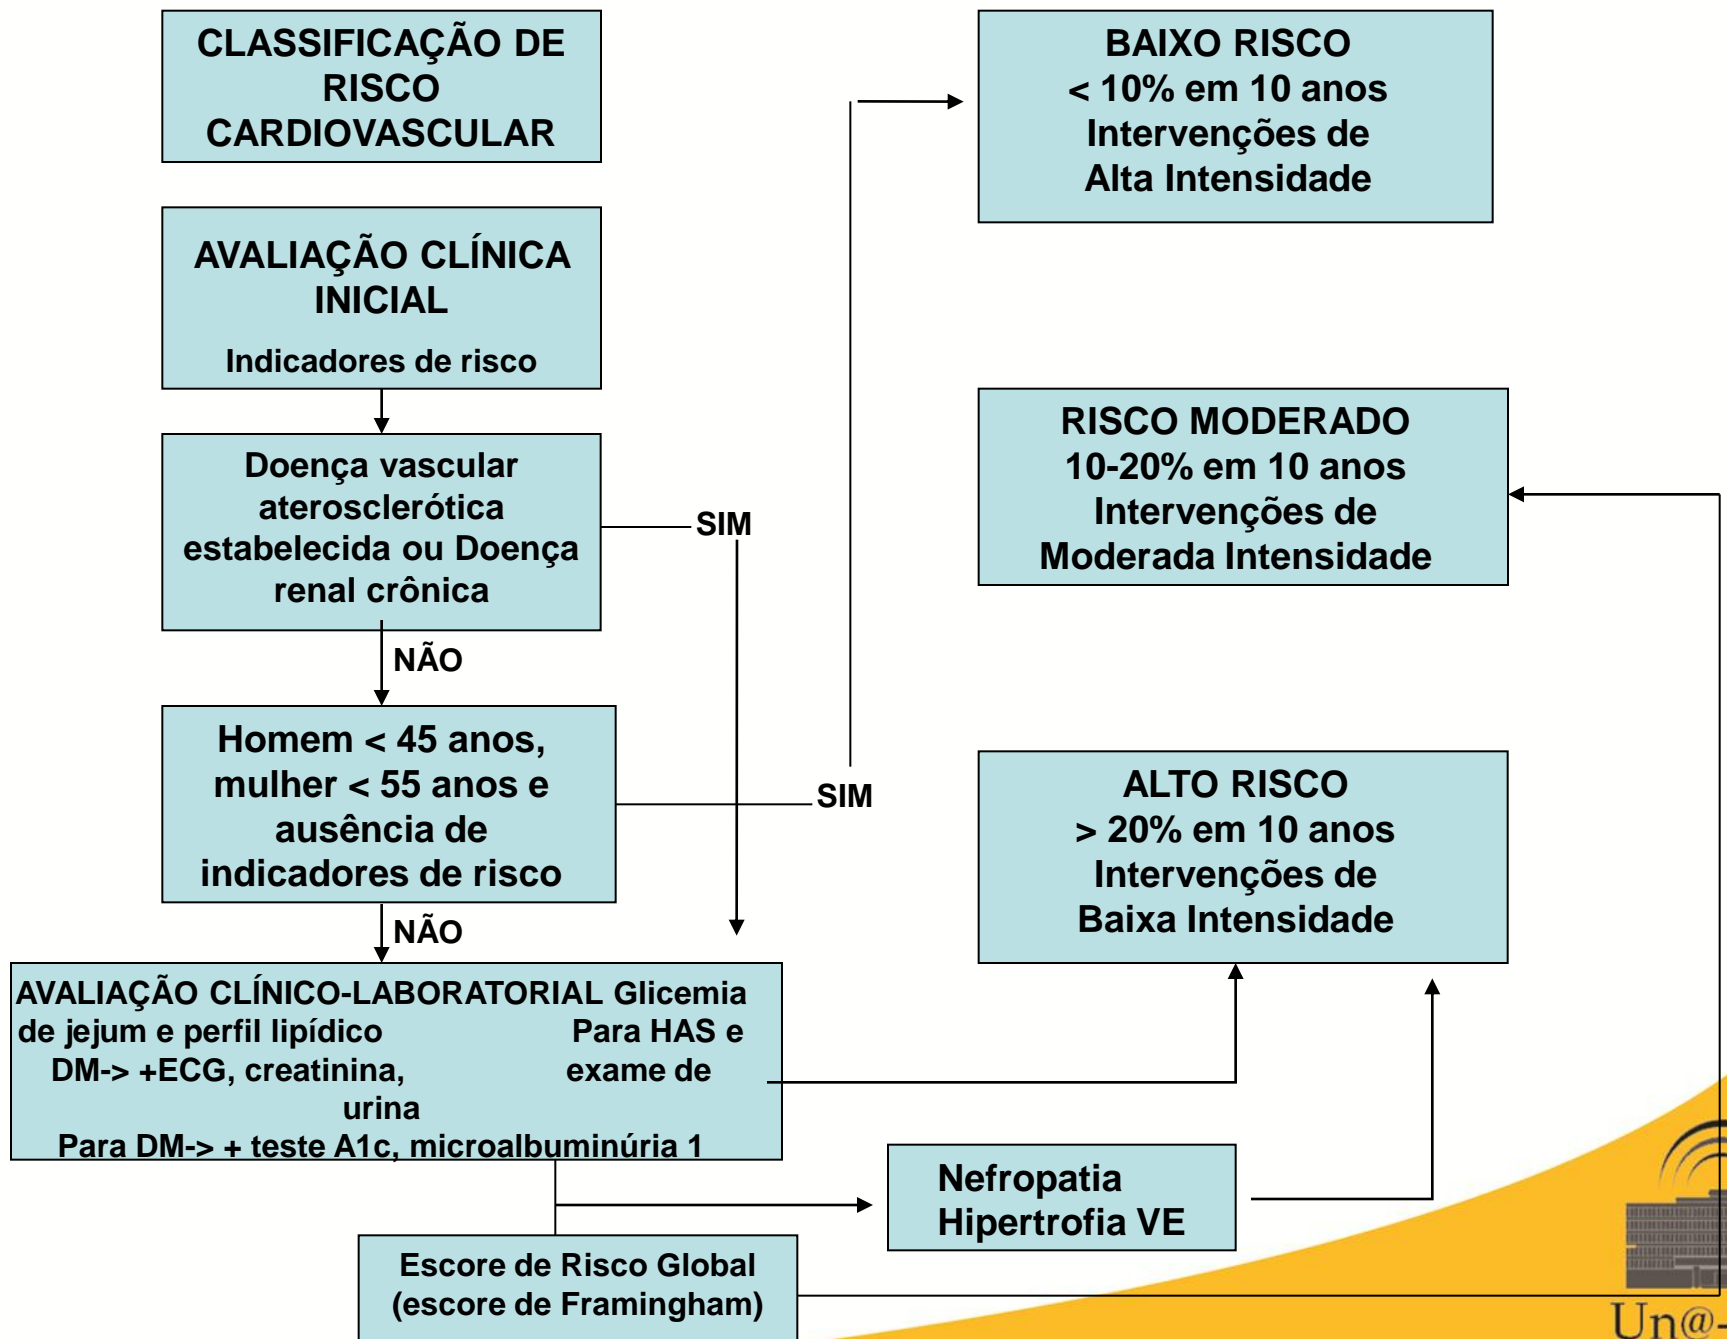 CLASSIFICAÇÃO DE
RISCO
CARDIOVASCULAR
AVALIAÇÃO CLÍNICA
INICIAL
Indicadores de risco
Doença vascular
aterosclerótica
estabelecida ou Doença
renal crônica
SIM
NÃO
Homem < 45 anos,
mulher < 55 anos e
ausência de
indicadores de risco
SIM
NÃO
AVALIAÇÃO CLÍNICO-LABORATORIAL Glicemia
de jejum e perfil lipídico Para HAS e
DM-> +ECG, creatinina, exame de
urina
Para DM-> + teste A1c, microalbuminúria 1
Escore de Risco Global
(escore de Framingham)
Nefropatia
Hipertrofia VE
BAIXO RISCO
< 10% em 10 anos
Intervenções de
Alta Intensidade
RISCO MODERADO
10-20% em 10 anos
Intervenções de
Moderada Intensidade
ALTO RISCO
> 20% em 10 anos
Intervenções de
Baixa Intensidade
Un@-